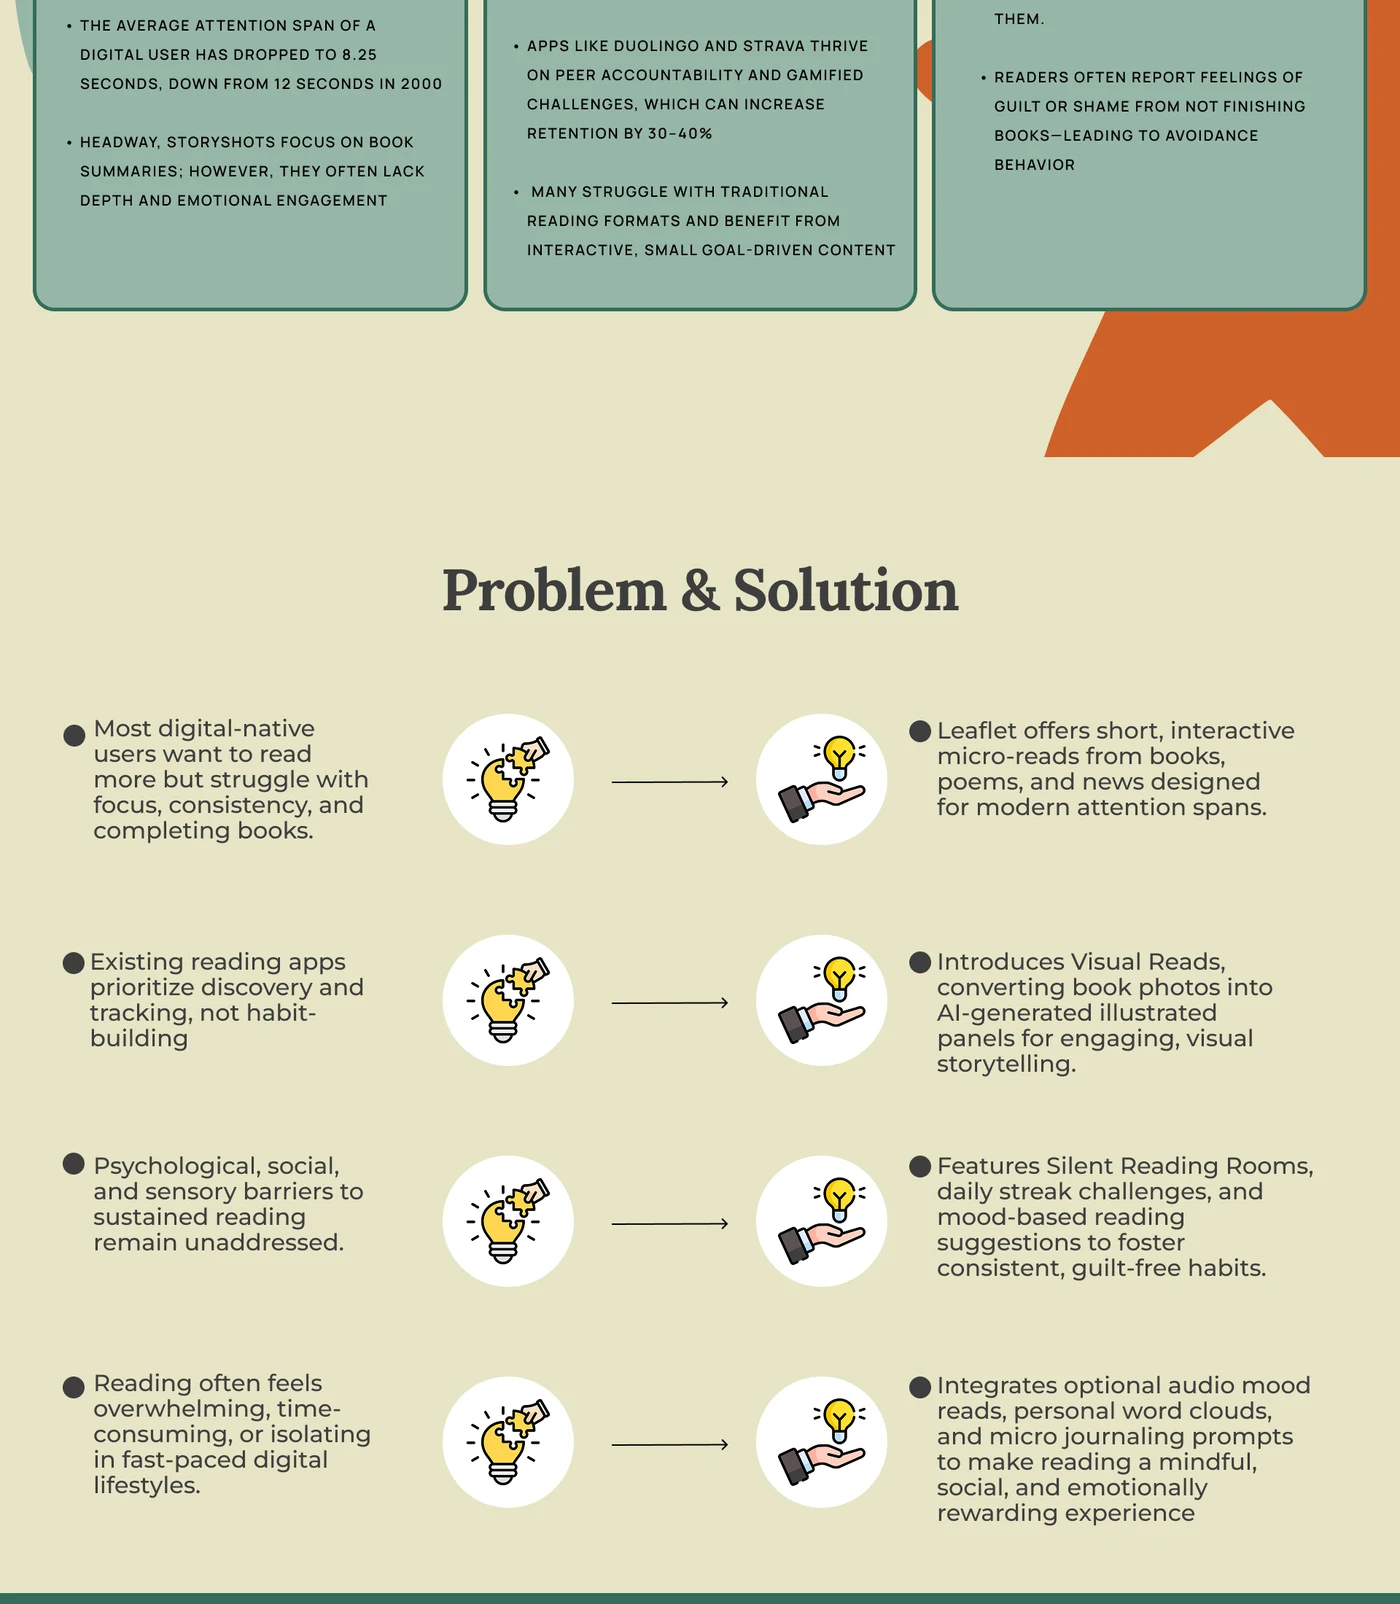 • THE AVERAGE ATTENTION SPAN OF A
DIGITAL USER HAS DROPPED TO 8.25
SECONDS, DOWN FROM 12 SECONDS IN 2000
• HEADWAY, STORYSHOTS FOCUS ON BOOK
SUMMARIES; HOWEVER, THEY OFTEN LACK
DEPTH AND EMOTIONAL ENGAGEMENT
• APPS LIKE DUOLINGO AND STRAVA THRIVE
ON PEER ACCOUNTABILITY AND GAMIFIED
CHALLENGES, WHICH CAN INCREASE
RETENTION BY 30–40%
• MANY STRUGGLE WITH TRADITIONAL
READING FORMATS AND BENEFIT FROM
INTERACTIVE, SMALL GOAL-DRIVEN CONTENT
THEM.
• READERS OFTEN REPORT FEELINGS OF
GUILT OR SHAME FROM NOT FINISHING
BOOKS—LEADING TO AVOIDANCE
BEHAVIOR
Problem & Solution
● Most digital-native
users want to read
more but struggle with
focus, consistency, and
completing books.
● Leaflet offers short, interactive
micro-reads from books,
poems, and news designed
for modern attention spans.
● Existing reading apps
prioritize discovery and
tracking, not habit-
building
● Introduces Visual Reads,
converting book photos into
AI-generated illustrated
panels for engaging, visual
storytelling.
● Psychological, social,
and sensory barriers to
sustained reading
remain unaddressed.
● Features Silent Reading Rooms,
daily streak challenges, and
mood-based reading
suggestions to foster
consistent, guilt-free habits.
● Reading often feels
overwhelming, time-
consuming, or isolating
in fast-paced digital
lifestyles.
● Integrates optional audio mood
reads, personal word clouds,
and micro journaling prompts
to make reading a mindful,
social, and emotionally
rewarding experience